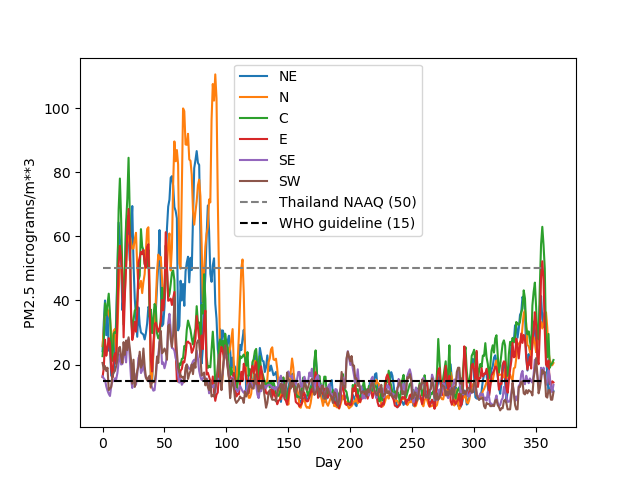 NE
N
C
E
SE
SW
Thailand NAAQ (50)
WHO guideline (15)
PM2.5 micrograms/m**3
100
80
60
40
20
0 50 100 150 200 250 300 350
Day